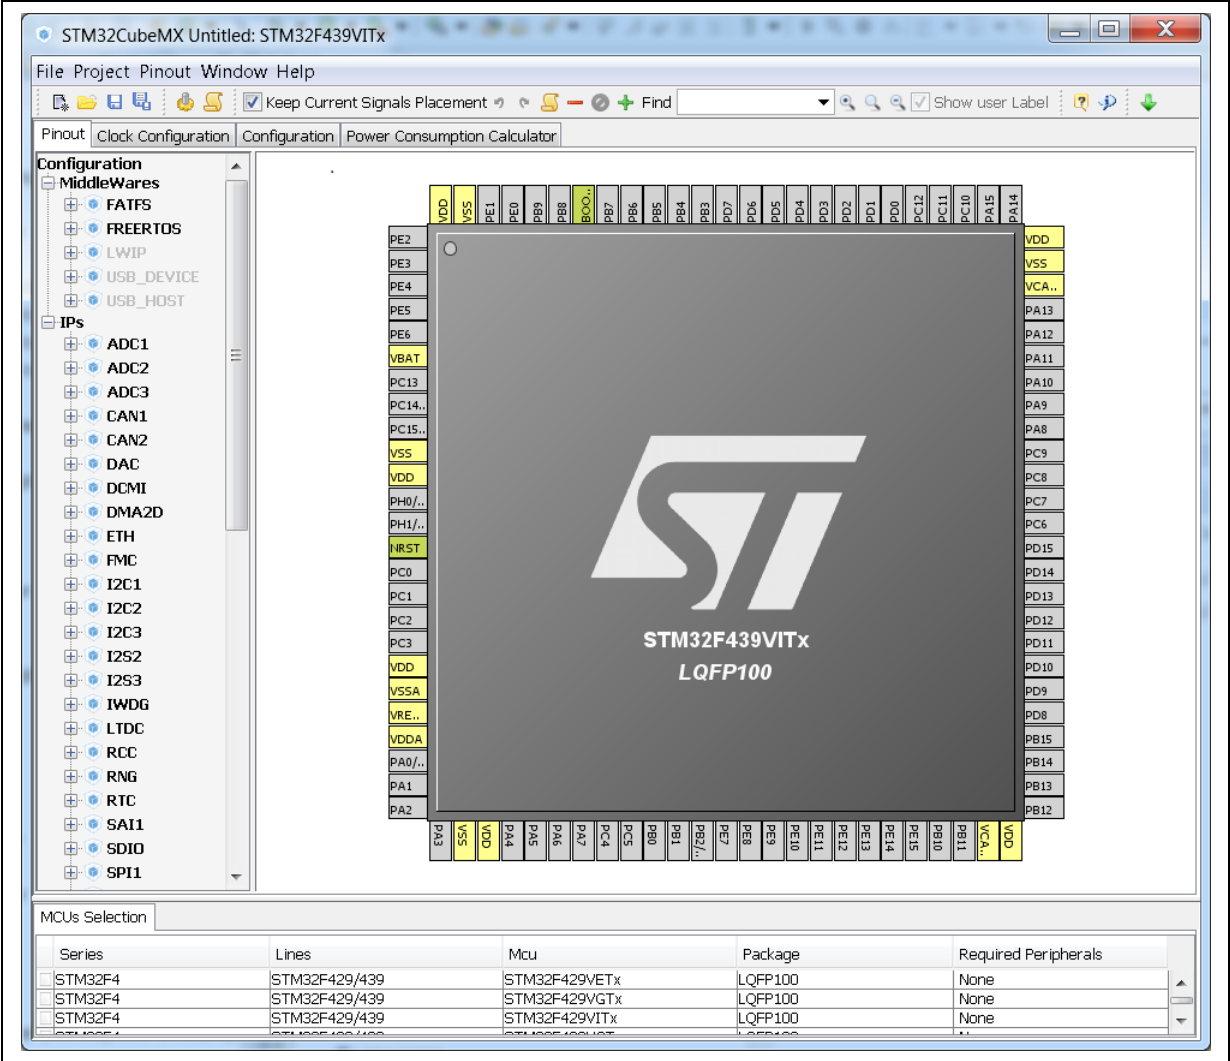 STM32CubeMX Untitled: STM32F439VITx
File Project Pinout Window Help
Keep Current Signals Placement Find Show user Label
Pinout Clock Configuration Configuration Power Consumption Calculator
Configuration
MiddleWares
FATFS
FREERTOS
LWIP
USB_DEVICE
USB_HOST
IPs
ADC1
ADC2
ADC3
CAN1
CAN2
DAC
DCMI
DMA2D
ETH
FMC
I2C1
I2C2
I2C3
I2S2
I2S3
IWDG
LTDC
RCC
RNG
RTC
SAI1
SDIO
SPI1
VDD VSS PE1 PE0 PB9 PB8 BOO.. PB7 PB6 PB5 PB4 PB3 PD7 PD6 PD5 PD4 PD3 PD2 PD1 PD0 PC12 PC11 PC10 PA15 PA14
PE2
PE3
PE4
PE5
PE6
VBAT
PC13
PC14..
PC15..
VSS
VDD
PH0/..
PH1/..
NRST
PC0
PC1
PC2
PC3
VDD
VSSA
VRE..
VDDA
PA0/..
PA1
PA2
ST
STM32F439VITx
LQFP100
VDD
VSS
VCA..
PA13
PA12
PA11
PA10
PA9
PA8
PC9
PC8
PC7
PC6
PD15
PD14
PD13
PD12
PD11
PD10
PD9
PD8
PB15
PB14
PB13
PB12
PA3 VSS VDD PA4 PA5 PA6 PA7 PC4 PC5 PB0 PB1 PB2/.. PE7 PE8 PE9 PE10 PE11 PE12 PE13 PE14 PE15 PB10 PB11 VCA.. VDD
MCUs Selection
Series Lines Mcu Package Required Peripherals
STM32F4 STM32F429/439 STM32F429VETx LQFP100 None
STM32F4 STM32F429/439 STM32F429VGTx LQFP100 None
STM32F4 STM32F429/439 STM32F429VITx LQFP100 None